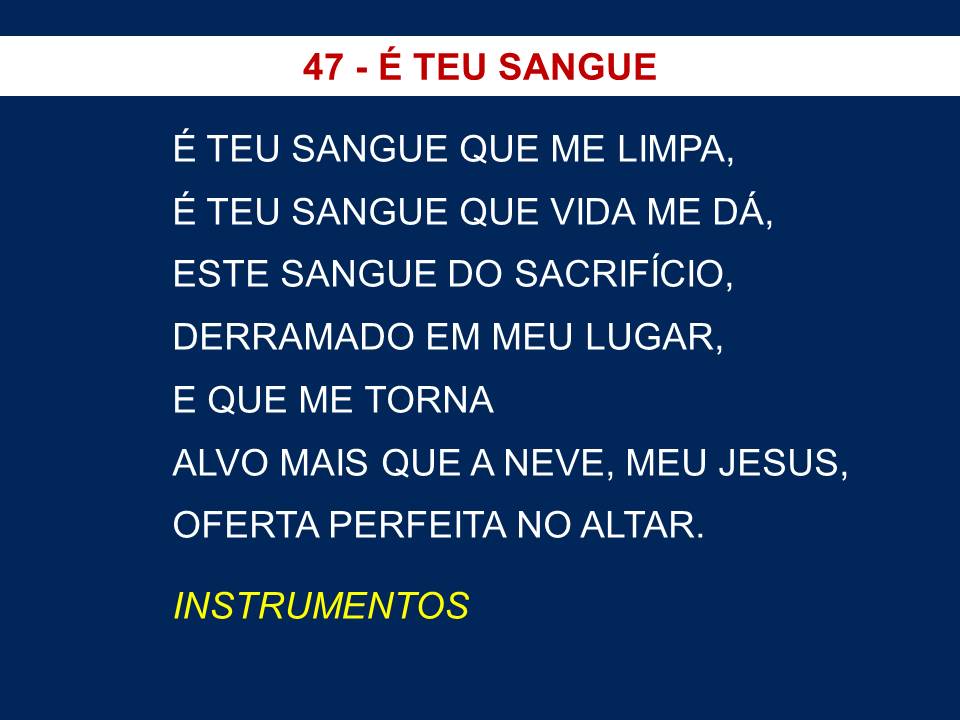 47 - É TEU SANGUE
É TEU SANGUE QUE ME LIMPA,
É TEU SANGUE QUE VIDA ME DÁ,
ESTE SANGUE DO SACRIFÍCIO,
DERRAMADO EM MEU LUGAR,
E QUE ME TORNA
ALVO MAIS QUE A NEVE, MEU JESUS,
OFERTA PERFEITA NO ALTAR.
INSTRUMENTOS